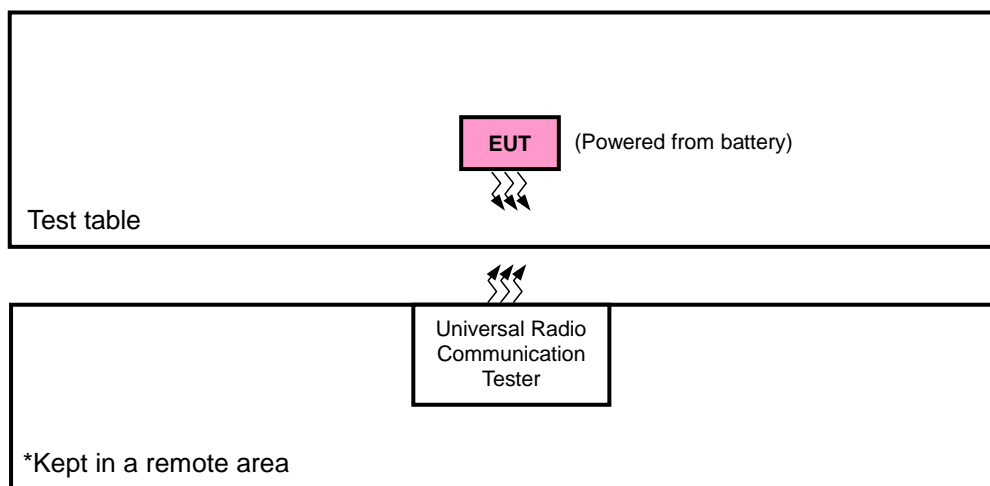 EUT
(Powered from battery)
Test table
Universal Radio
Communication
Tester
*Kept in a remote area